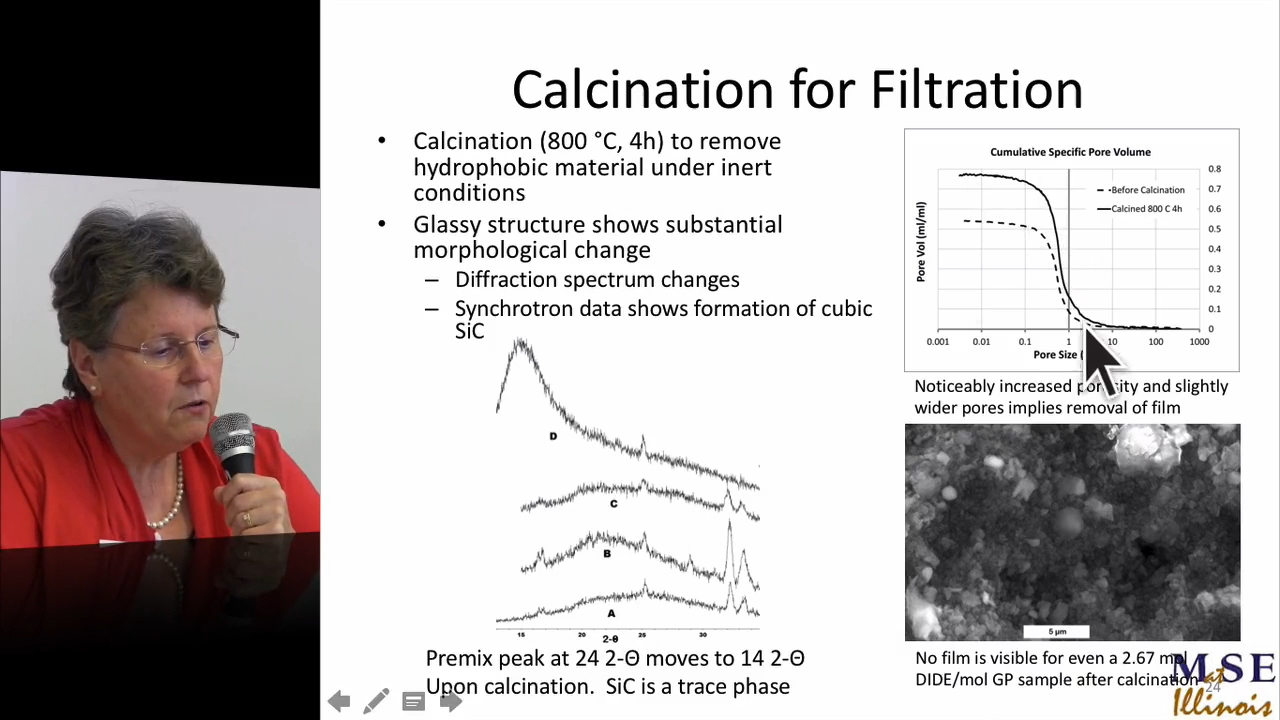 Calcination for Filtration
• Calcination (800 °C, 4h) to remove
hydrophobic material under inert
conditions
• Glassy structure shows substantial
morphological change
– Diffraction spectrum changes
– Synchrotron data shows formation of cubic
SiC
D
C
B
A
15 20 25 30
2-θ
Premix peak at 24 2-Θ moves to 14 2-Θ
Upon calcination. SiC is a trace phase
Cumulative Specific Pore Volume
Pore Vol (ml/ml)
Before Calcination
Calcined 800 C 4h
0.8
0.7
0.6
0.5
0.4
0.3
0.2
0.1
0
0.001 0.01 0.1 1 10 100 1000
Pore Size (
Noticeably increased porosity and slightly
wider pores implies removal of film
5 µm
No film is visible for even a 2.67 mol
DIDE/mol GP sample after calcination
24
MSE
at
Illinois